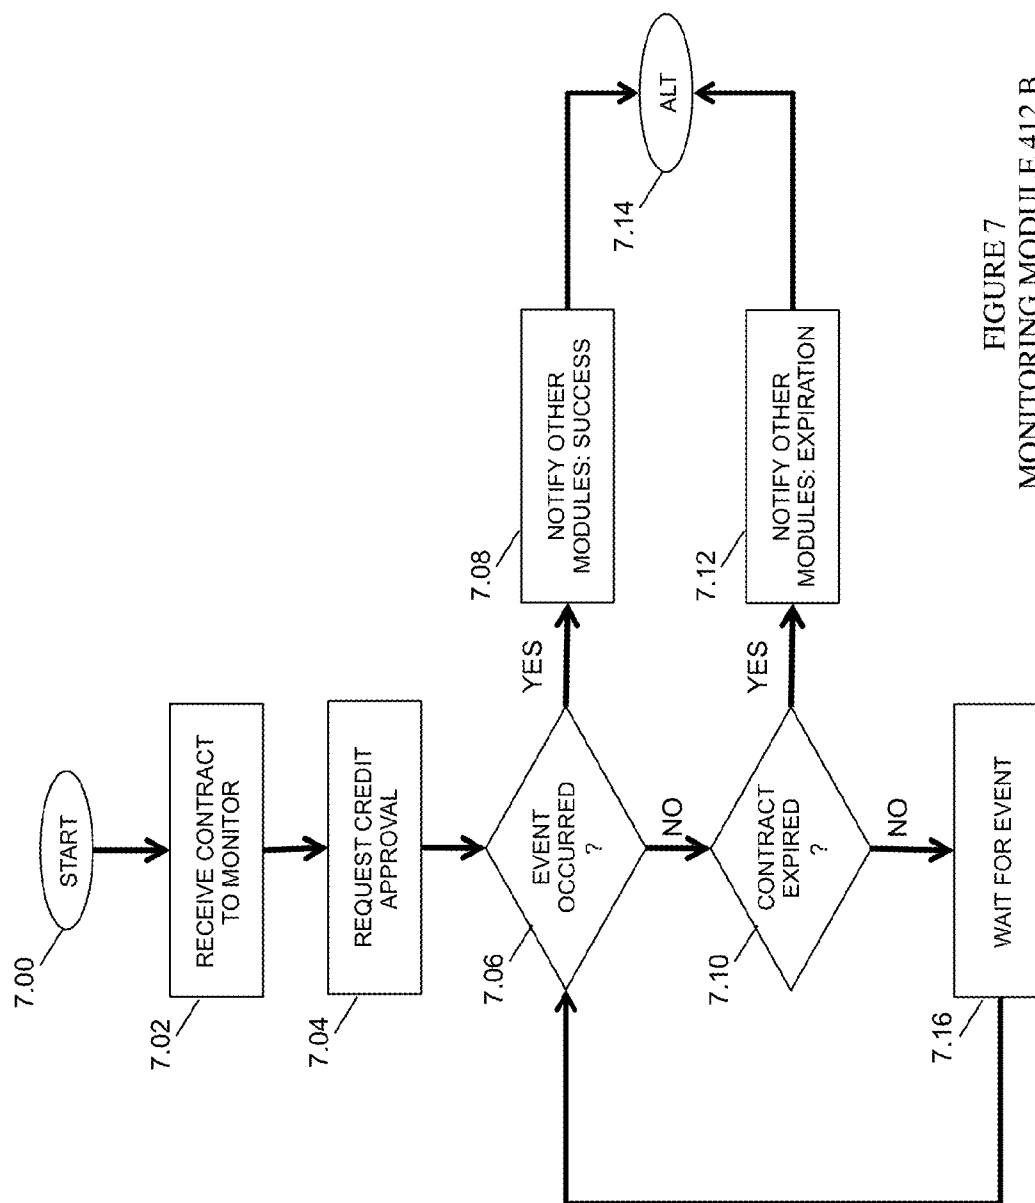 7.00
START
7.02
RECEIVE CONTRACT
TO MONITOR
7.04
REQUEST CREDIT
APPROVAL
7.06
EVENT
OCCURRED
?
YES
7.08
NOTIFY OTHER
MODULES: SUCCESS
NO
7.10
CONTRACT
EXPIRED
?
YES
7.12
NOTIFY OTHER
MODULES: EXPIRATION
7.14
ALT
NO
7.16
WAIT FOR EVENT
FIGURE 7
MONITORING MODULE 412 B